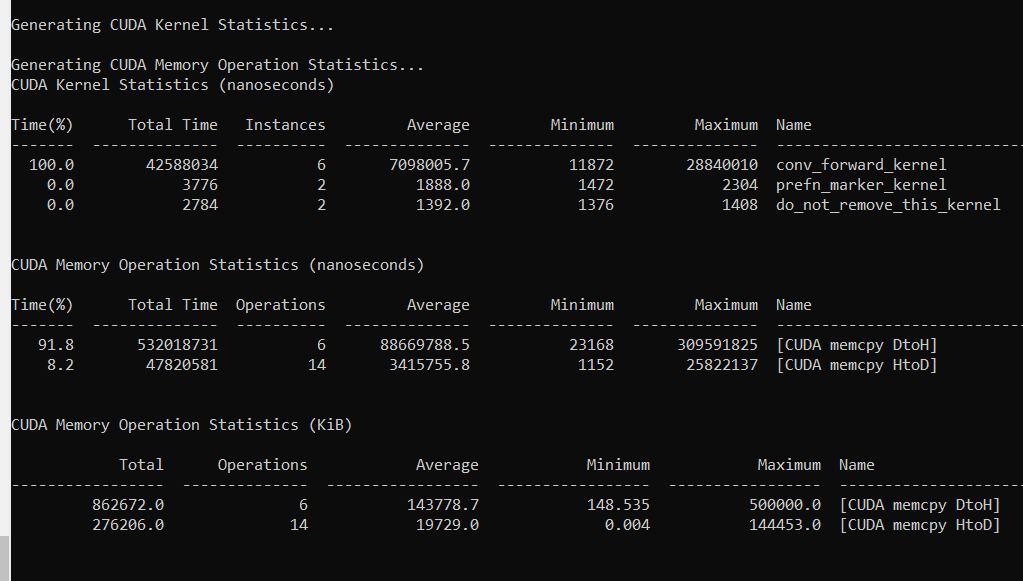 Generating CUDA Kernel Statistics...
Generating CUDA Memory Operation Statistics...
CUDA Kernel Statistics (nanoseconds)
Time(%) Total Time Instances Average Minimum Maximum Name
------- -------------- ---------- -------------- -------------- -------------- ---------------------------
100.0 42588034 6 7098005.7 11872 28840010 conv_forward_kernel
0.0 3776 2 1888.0 1472 2304 prefn_marker_kernel
0.0 2784 2 1392.0 1376 1408 do_not_remove_this_kernel
CUDA Memory Operation Statistics (nanoseconds)
Time(%) Total Time Operations Average Minimum Maximum Name
------- -------------- ---------- -------------- -------------- -------------- ---------------------------
91.8 532018731 6 88669788.5 23168 309591825 [CUDA memcpy DtoH]
8.2 47820581 14 3415755.8 1152 25822137 [CUDA memcpy HtoD]
CUDA Memory Operation Statistics (KiB)
Total Operations Average Minimum Maximum Name
----------------- -------------- ----------------- ----------------- ----------------- --------------------
862672.0 6 143778.7 148.535 500000.0 [CUDA memcpy DtoH]
276206.0 14 19729.0 0.004 144453.0 [CUDA memcpy HtoD]